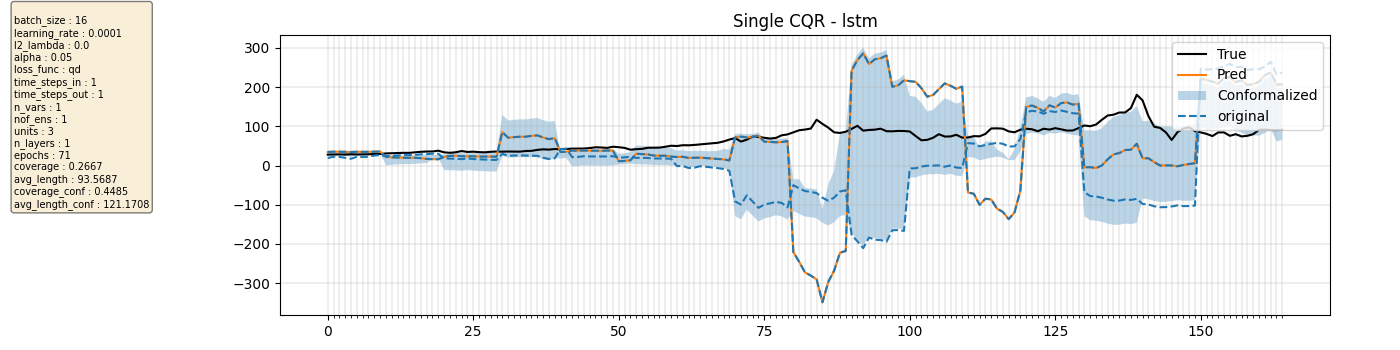 batch_size : 16
learning_rate : 0.0001
l2_lambda : 0.0
alpha : 0.05
loss_func : qd
time_steps_in : 1
time_steps_out : 1
n_vars : 1
nof_ens : 1
units : 3
n_layers : 1
epochs : 71
coverage : 0.2667
avg_length : 93.5687
coverage_conf : 0.4485
avg_length_conf : 121.1708
Single CQR - lstm
300
200
100
0
−100
−200
−300
True
Pred
Conformalized
original
0 25 50 75 100 125 150